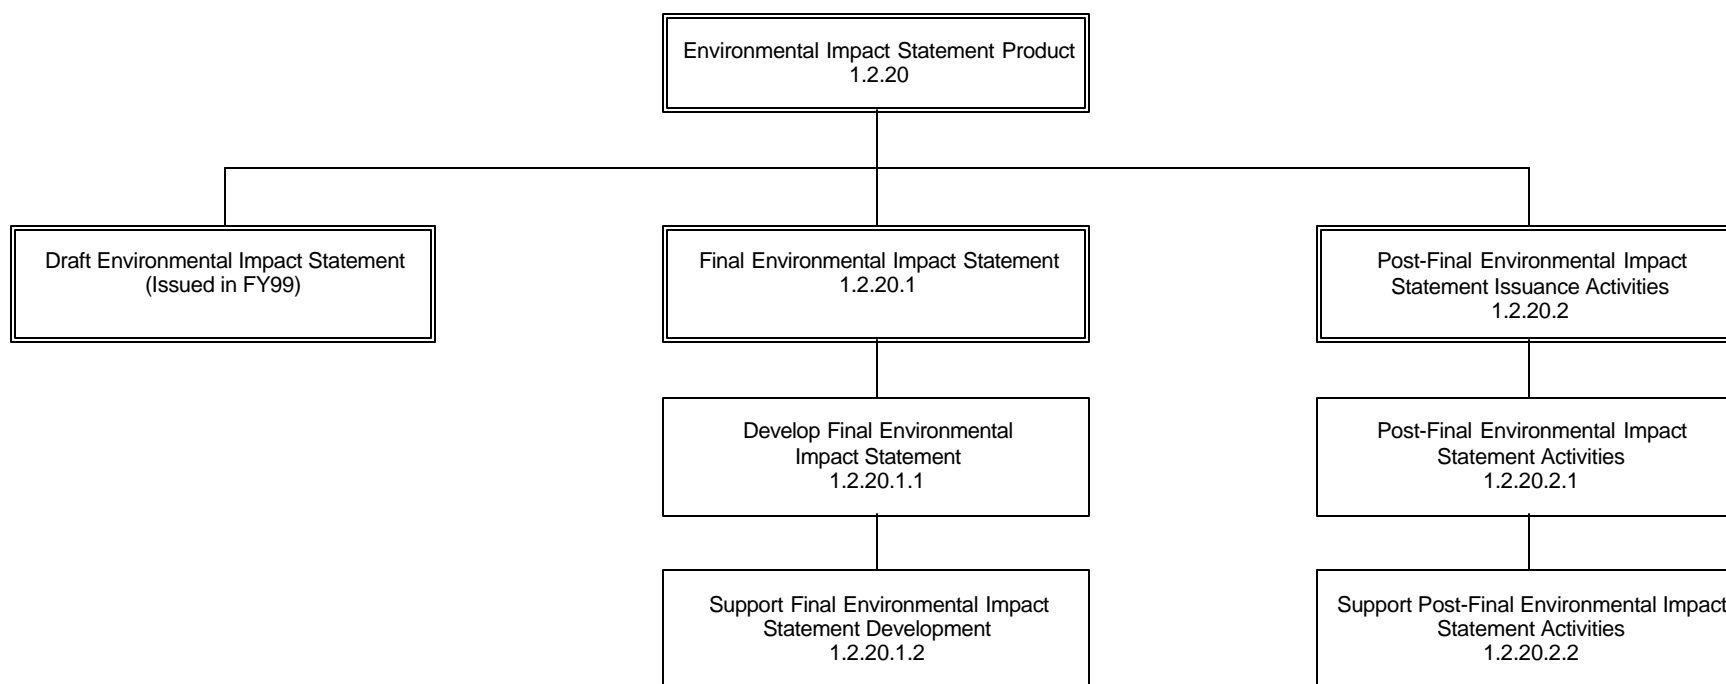 Environmental Impact Statement Product
1.2.20
Draft Environmental Impact Statement
(Issued in FY99)
Final Environmental Impact Statement
1.2.20.1
Post-Final Environmental Impact
Statement Issuance Activities
1.2.20.2
Develop Final Environmental
Impact Statement
1.2.20.1.1
Post-Final Environmental Impact
Statement Activities
1.2.20.2.1
Support Final Environmental Impact
Statement Development
1.2.20.1.2
Support Post-Final Environmental Impact
Statement Activities
1.2.20.2.2